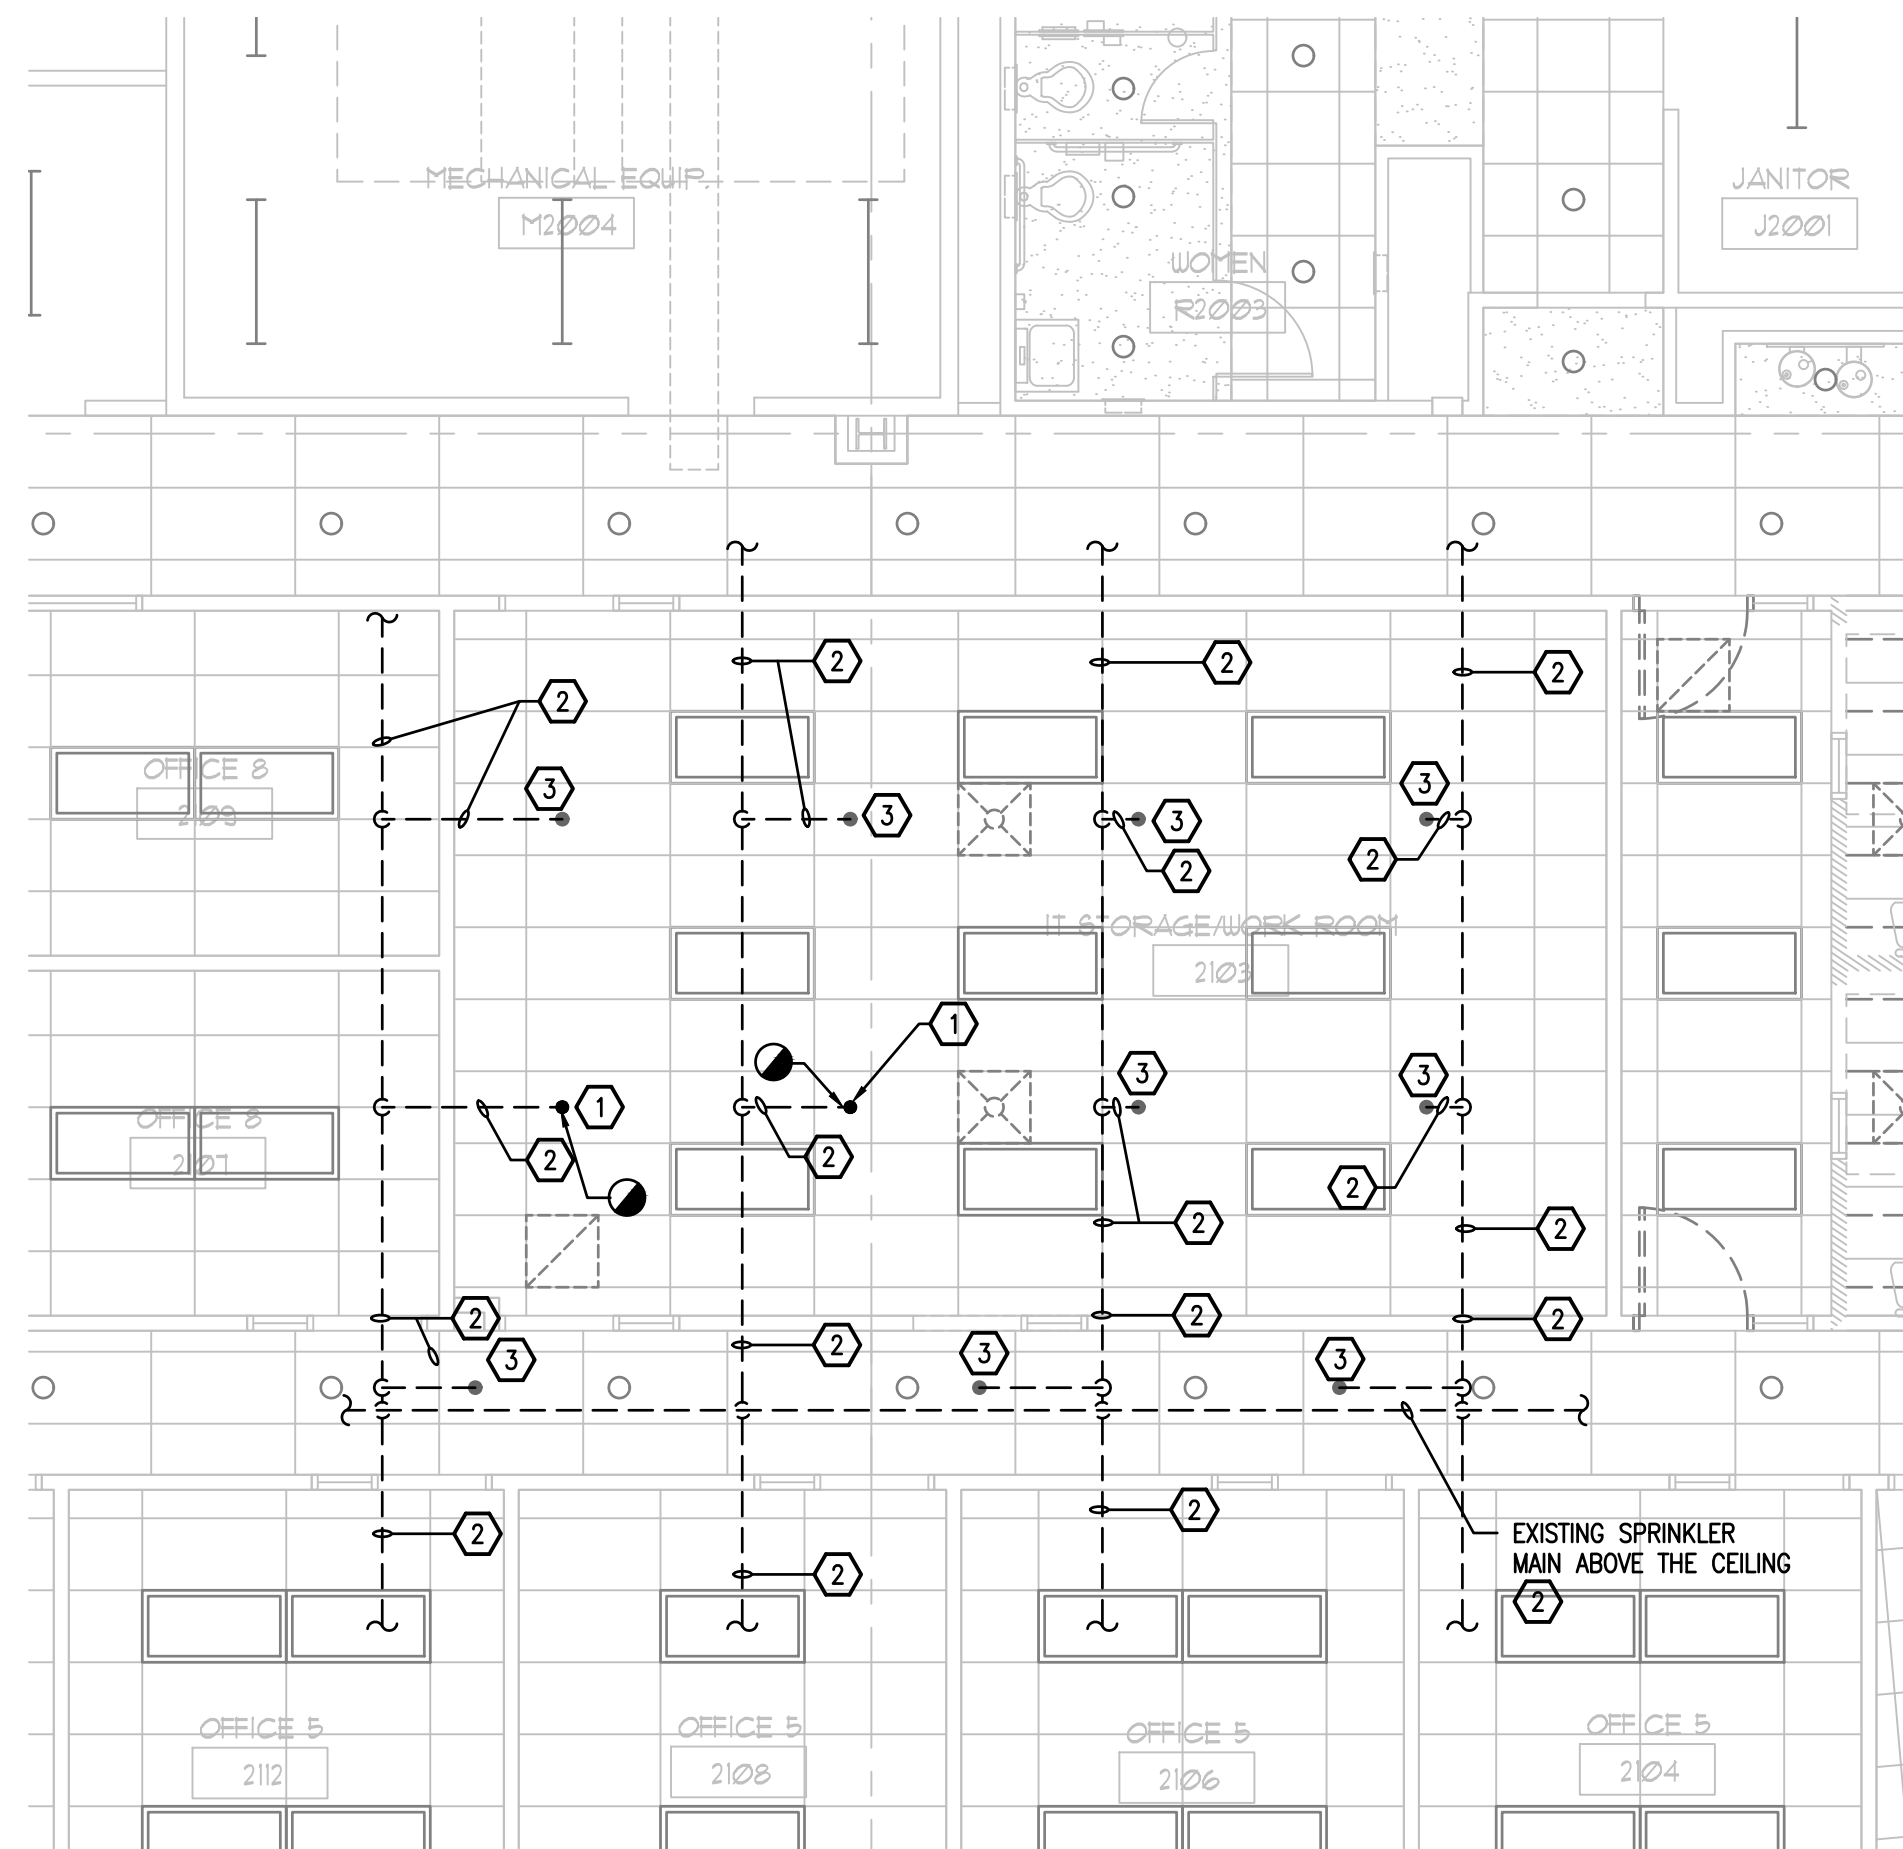 MECHANICAL EQUIP.
M2004
JANITOR
J2001
WOMEN
R2003
2
2
2
2
OFFICE 8
2109
3
3
3
2
3
2
IT STORAGE/WORK ROOM
2103
1
3
3
OFFICE 8
2107
1
2
2
2
2
2
2
2
2
2
3
2
3
3
2
2
2
EXISTING SPRINKLER
MAIN ABOVE THE CEILING
2
OFFICE 5
2112
OFFICE 5
2108
OFFICE 5
2106
OFFICE 5
2104